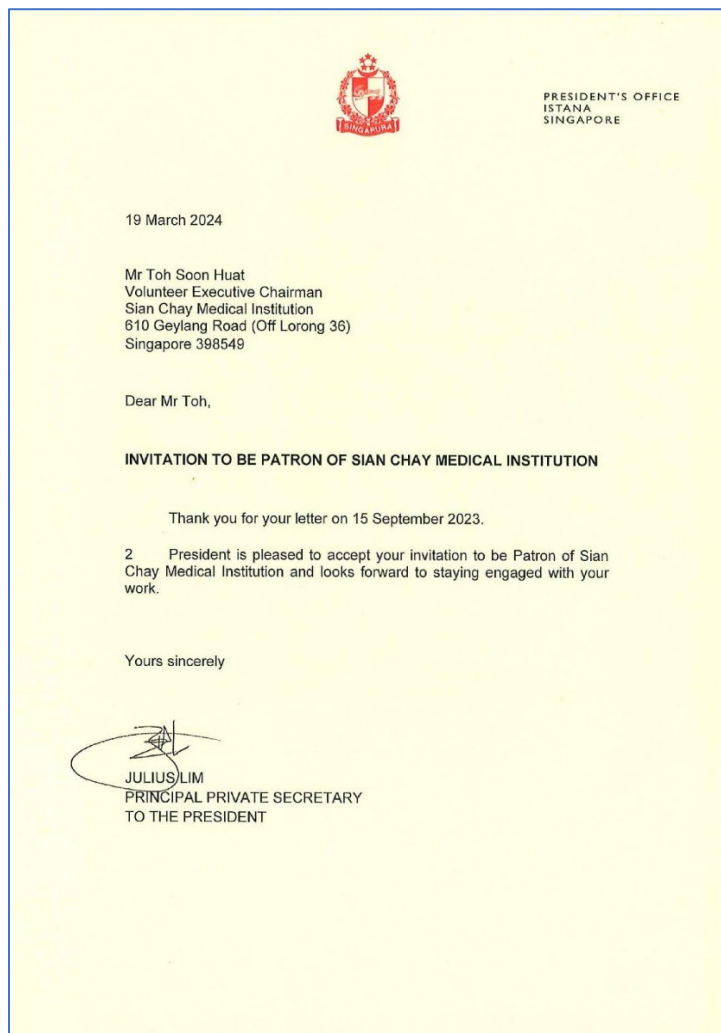 PRESIDENT'S OFFICE
ISTANA
SINGAPORE
SINGAPURA
19 March 2024
Mr Toh Soon Huat
Volunteer Executive Chairman
Sian Chay Medical Institution
610 Geylang Road (Off Lorong 36)
Singapore 398549
Dear Mr Toh,
INVITATION TO BE PATRON OF SIAN CHAY MEDICAL INSTITUTION
Thank you for your letter on 15 September 2023.
2 President is pleased to accept your invitation to be Patron of Sian
Chay Medical Institution and looks forward to staying engaged with your
work.
Yours sincerely
JULIUS LIM
PRINCIPAL PRIVATE SECRETARY
TO THE PRESIDENT